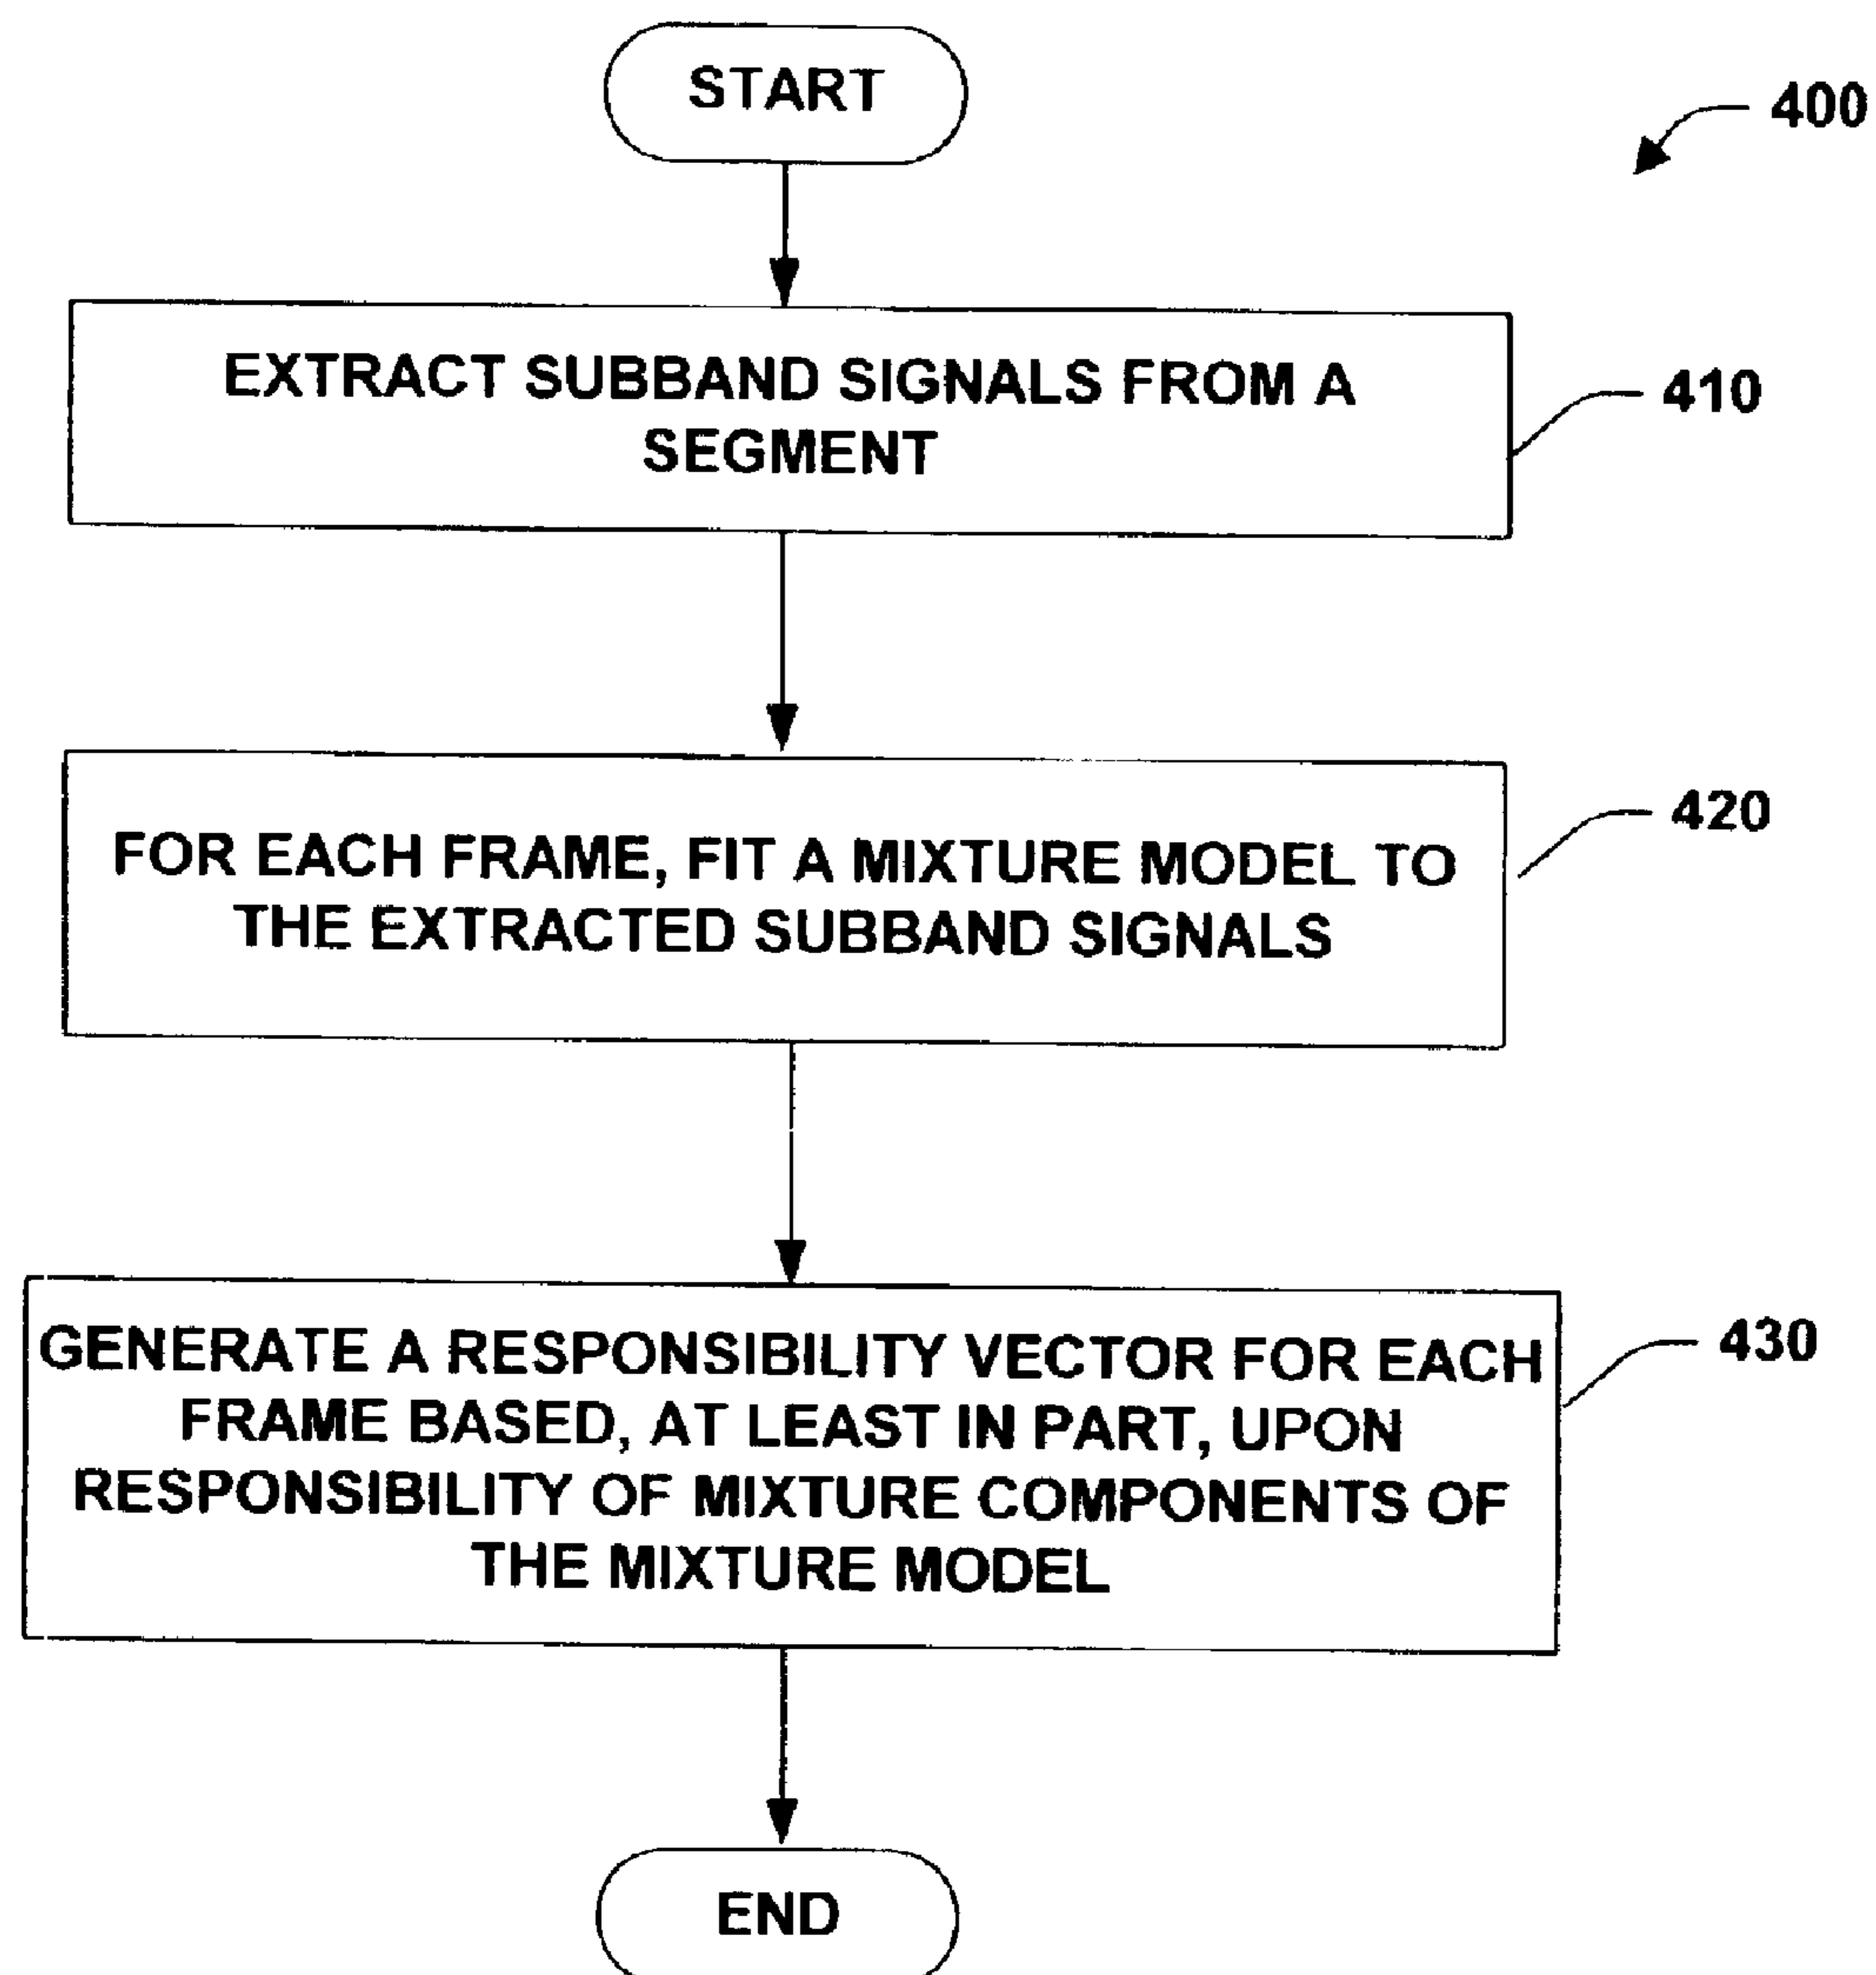 START
400
EXTRACT SUBBAND SIGNALS FROM A
SEGMENT
410
FOR EACH FRAME, FIT A MIXTURE MODEL TO
THE EXTRACTED SUBBAND SIGNALS
420
GENERATE A RESPONSIBILITY VECTOR FOR EACH
FRAME BASED, AT LEAST IN PART, UPON
RESPONSIBILITY OF MIXTURE COMPONENTS OF
THE MIXTURE MODEL
430
END